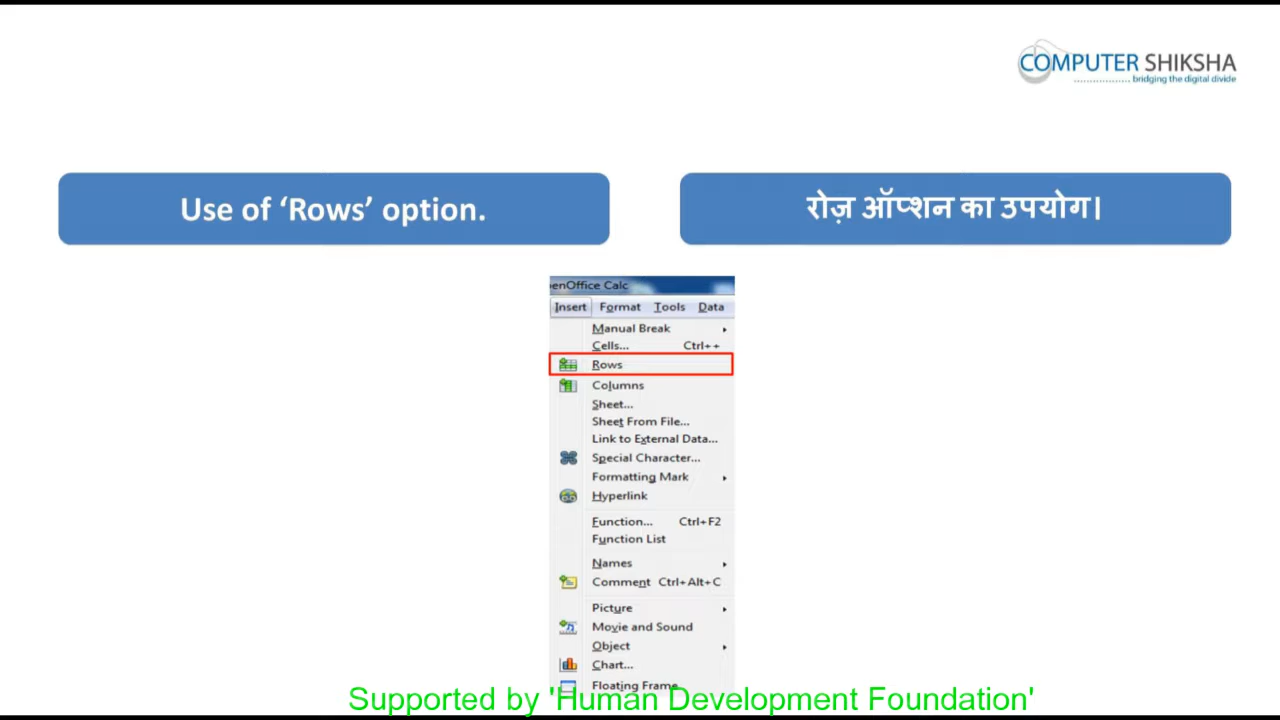 COMPUTER SHIKSHA
bridging the digital divide
Use of ‘Rows’ option.
रोज़ ऑप्शन का उपयोग।
enOffice Calc
Insert Format Tools Data
Manual Break
Cells... Ctrl++
Rows
Columns
Sheet...
Sheet From File...
Link to External Data...
Special Character...
Formatting Mark
Hyperlink
Function... Ctrl+F2
Function List
Names
Comment Ctrl+Alt+C
Picture
Movie and Sound
Object
Chart...
Floating Frame
Supported by 'Human Development Foundation'